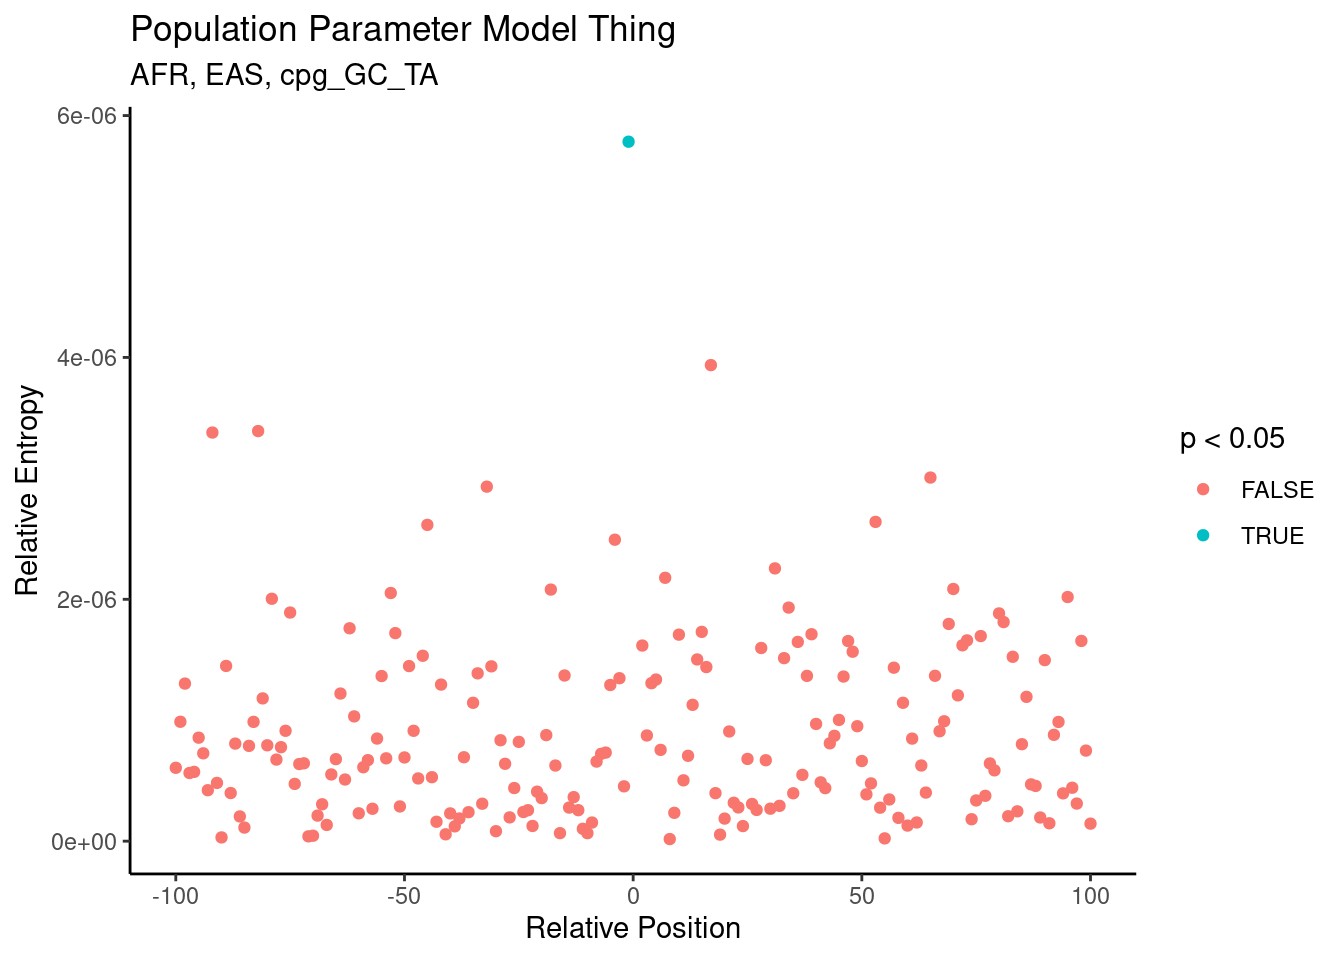 Population Parameter Model Thing
AFR, EAS, cpg_GC_TA
6e-06
4e-06
2e-06
0e+00
Relative Entropy
-100
-50
0
50
100
Relative Position
p < 0.05
FALSE
TRUE